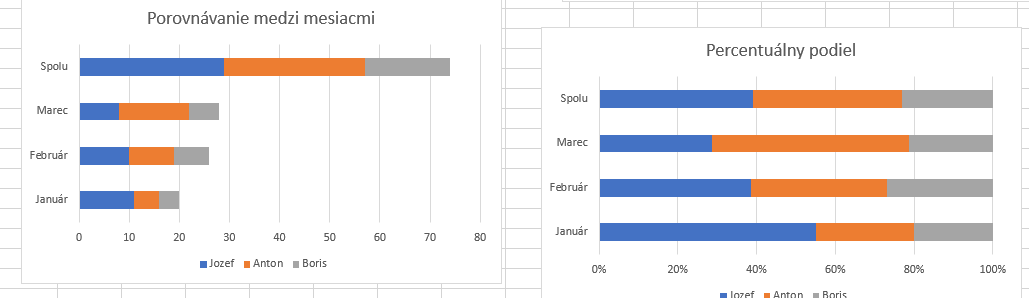 Porovnávanie medzi mesiacmi
Spolu
Marec
Február
Január
0 10 20 30 40 50 60 70 80
Jozef Anton Boris
Percentuálny podiel
Spolu
Marec
Február
Január
0% 20% 40% 60% 80% 100%
Jozef Anton Boris